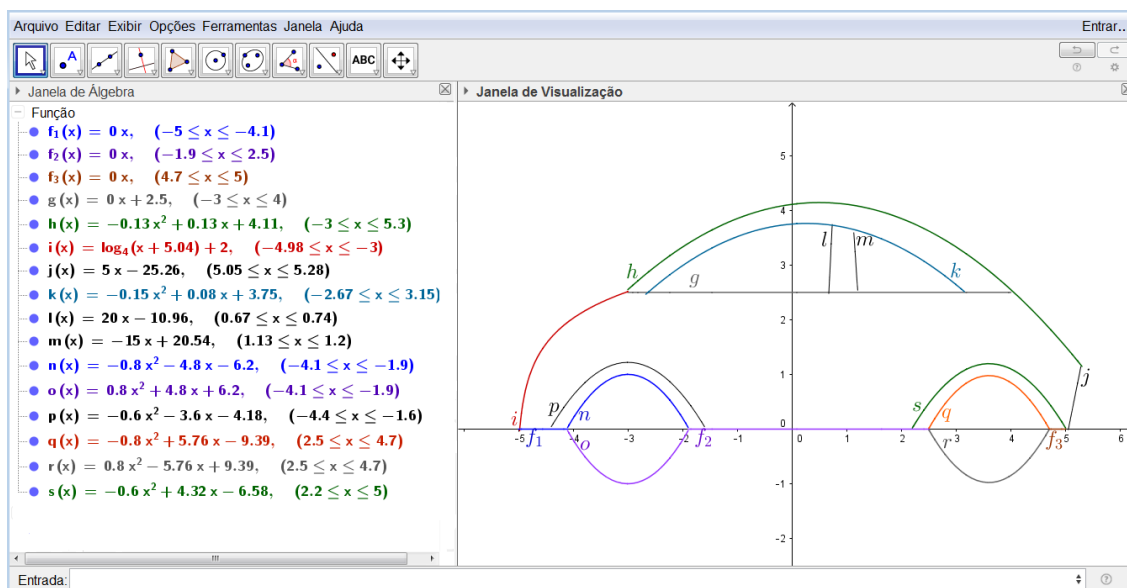 Arquivo Editar Exibir Opções Ferramentas Janela Ajuda Entrar..
A α ABC
Janela de Álgebra
Janela de Visualização
Função
f₁(x) = 0 x, (−5 ≤ x ≤ −4.1)
f₂(x) = 0 x, (−1.9 ≤ x ≤ 2.5)
f₃(x) = 0 x, (4.7 ≤ x ≤ 5)
g(x) = 0 x + 2.5, (−3 ≤ x ≤ 4)
h(x) = −0.13 x² + 0.13 x + 4.11, (−3 ≤ x ≤ 5.3)
i(x) = log₄(x + 5.04) + 2, (−4.98 ≤ x ≤ −3)
j(x) = 5 x − 25.26, (5.05 ≤ x ≤ 5.28)
k(x) = −0.15 x² + 0.08 x + 3.75, (−2.67 ≤ x ≤ 3.15)
l(x) = 20 x − 10.96, (0.67 ≤ x ≤ 0.74)
m(x) = −15 x + 20.54, (1.13 ≤ x ≤ 1.2)
n(x) = −0.8 x² − 4.8 x − 6.2, (−4.1 ≤ x ≤ −1.9)
o(x) = 0.8 x² + 4.8 x + 6.2, (−4.1 ≤ x ≤ −1.9)
p(x) = −0.6 x² − 3.6 x − 4.18, (−4.4 ≤ x ≤ −1.6)
q(x) = −0.8 x² + 5.76 x − 9.39, (2.5 ≤ x ≤ 4.7)
r(x) = 0.8 x² − 5.76 x + 9.39, (2.5 ≤ x ≤ 4.7)
s(x) = −0.6 x² + 4.32 x − 6.58, (2.2 ≤ x ≤ 5)
5
4
l m
3
h g k
2
1
j
p n s q
i 0
-5 f₁ -4 -3 -2 f₂ -1 0 1 2 3 4 f₃ 5 6
o r
-1
-2
Entrada: